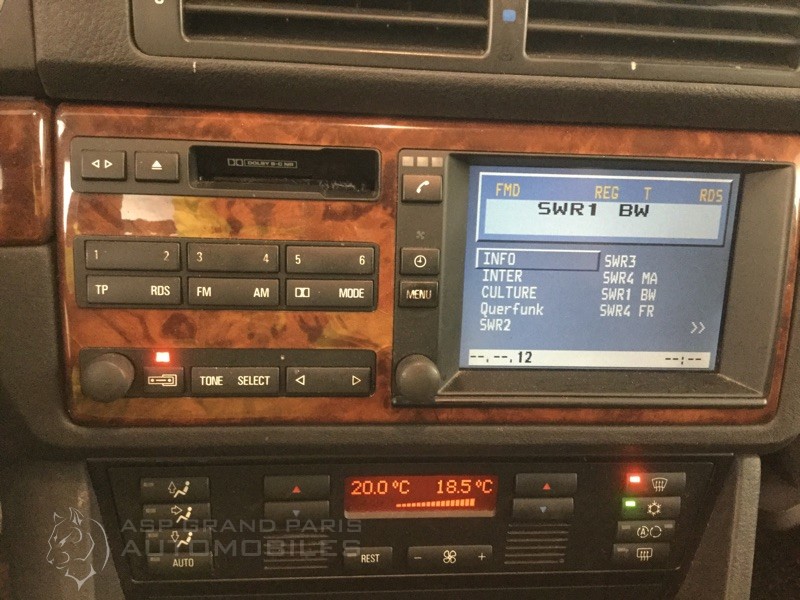 DOLBY B-C NR
FMD REG T RDS
SWR1 BW
INFO SWR3
INTER SWR4 MA
CULTURE SWR1 BW
Querfunk SWR4 FR
SWR2 >>
--.--.12 --:--
1 2 3 4 5 6
TP RDS FM AM MODE
MENU
TONE SELECT
20.0°C 18.5°C
AUTO
REST - +
A
ASP GRAND PARIS
AUTOMOBILES